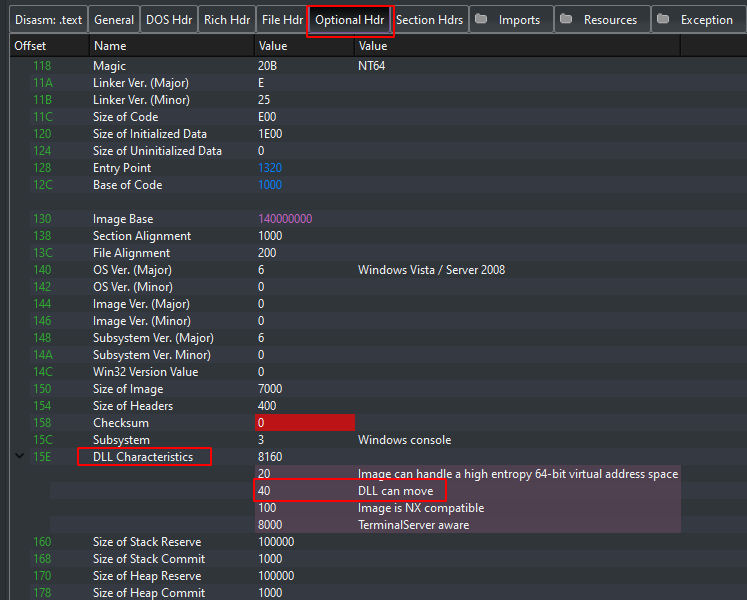 Disasm: .text General DOS Hdr Rich Hdr File Hdr Optional Hdr Section Hdrs Imports Resources Exception
Offset Name Value Value
118 Magic 20B NT64
11A Linker Ver. (Major) E
11B Linker Ver. (Minor) 25
11C Size of Code E00
120 Size of Initialized Data 1E00
124 Size of Uninitialized Data 0
128 Entry Point 1320
12C Base of Code 1000
130 Image Base 140000000
138 Section Alignment 1000
13C File Alignment 200
140 OS Ver. (Major) 6 Windows Vista / Server 2008
142 OS Ver. (Minor) 0
144 Image Ver. (Major) 0
146 Image Ver. (Minor) 0
148 Subsystem Ver. (Major) 6
14A Subsystem Ver. Minor) 0
14C Win32 Version Value 0
150 Size of Image 7000
154 Size of Headers 400
158 Checksum 0
15C Subsystem 3 Windows console
15E DLL Characteristics 8160
20 Image can handle a high entropy 64-bit virtual address space
40 DLL can move
100 Image is NX compatible
8000 TerminalServer aware
160 Size of Stack Reserve 100000
168 Size of Stack Commit 1000
170 Size of Heap Reserve 100000
178 Size of Heap Commit 1000